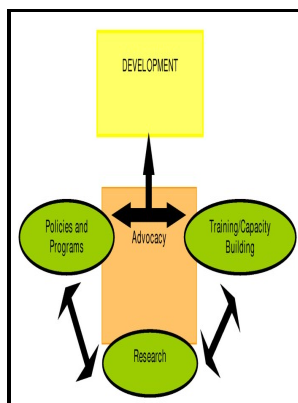 DEVELOPMENT
Policies and
Programs
Advocacy
Training/Capacity
Building
Research